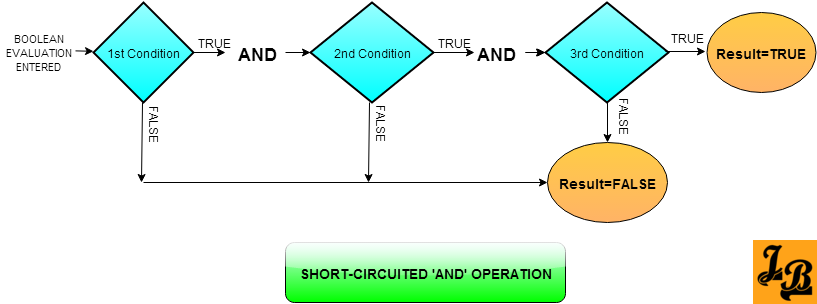 BOOLEAN
EVALUATION
ENTERED
1st Condition
TRUE
AND
2nd Condition
TRUE
AND
3rd Condition
TRUE
Result=TRUE
FALSE
FALSE
FALSE
Result=FALSE
SHORT-CIRCUITED 'AND' OPERATION
JB